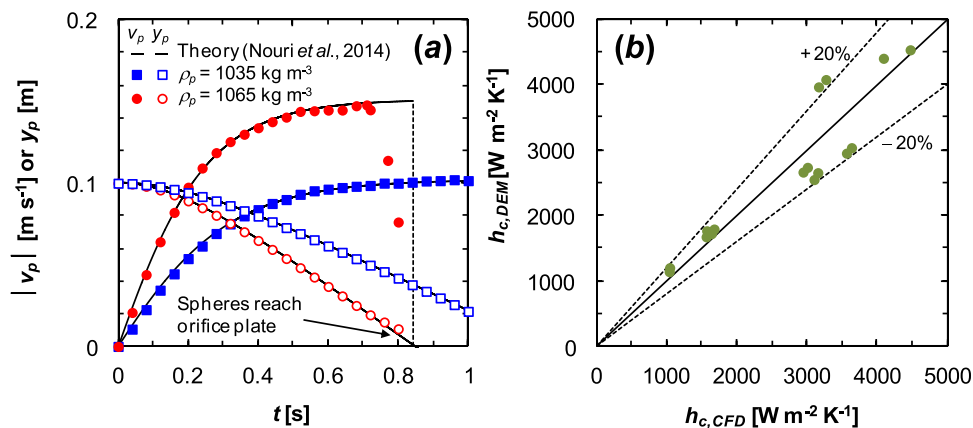 0.2
v_p y_p
Theory (Nouri et al., 2014)
ρ_p = 1035 kg m⁻³
ρ_p = 1065 kg m⁻³
(a)
0.1
0
| v_p | [m s⁻¹] or y_p [m]
Spheres reach
orifice plate
0 0.2 0.4 0.6 0.8 1
t [s]
5000
4000
3000
2000
1000
0
h_c,DEM [W m⁻² K⁻¹]
(b)
+20%
−20%
0 1000 2000 3000 4000 5000
h_c,CFD [W m⁻² K⁻¹]